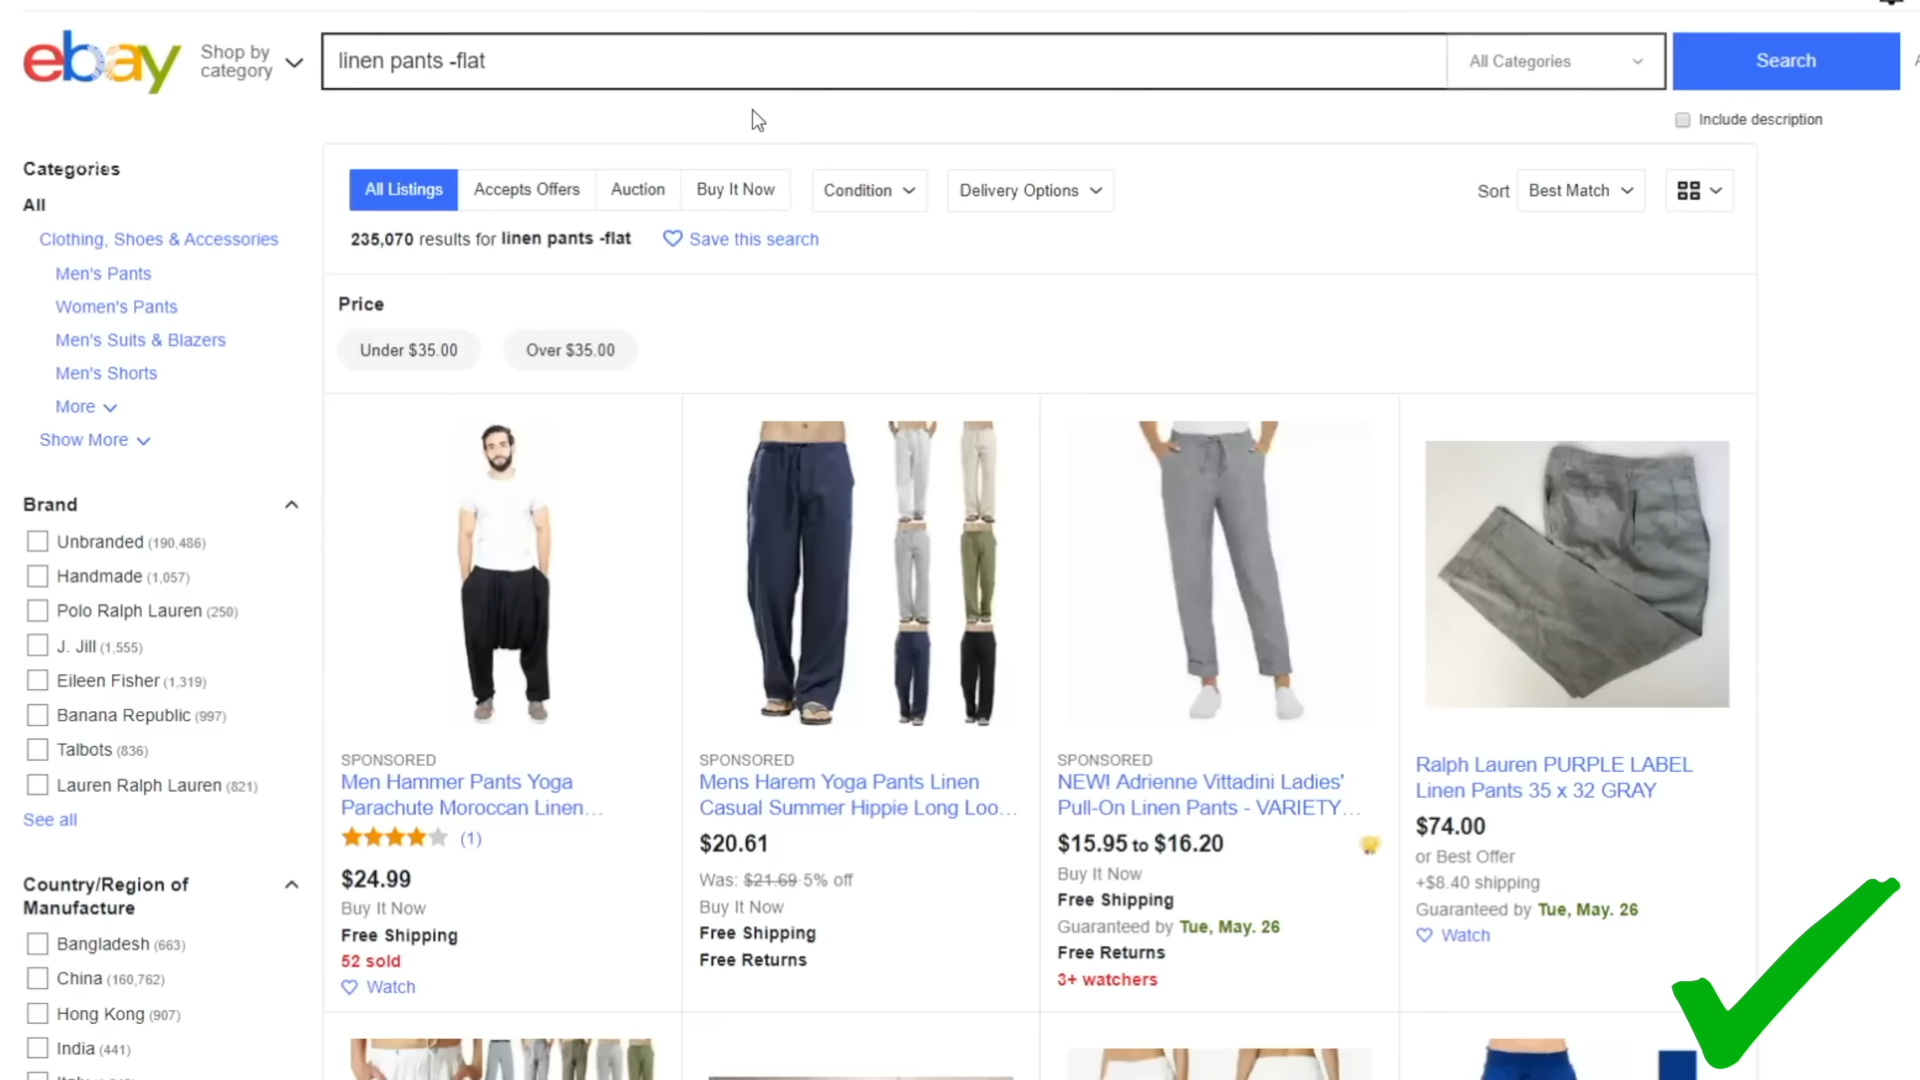 ebay
Shop by
category
linen pants -flat
All Categories
Search
Include description
Categories
All
Clothing, Shoes & Accessories
Men's Pants
Women's Pants
Men's Suits & Blazers
Men's Shorts
More
Show More
Brand
Unbranded (190,486)
Handmade (1,057)
Polo Ralph Lauren (250)
J. Jill (1,555)
Eileen Fisher (1,319)
Banana Republic (997)
Talbots (836)
Lauren Ralph Lauren (821)
See all
Country/Region of
Manufacture
Bangladesh (663)
China (160,762)
Hong Kong (907)
India (441)
All Listings
Accepts Offers
Auction
Buy It Now
Condition
Delivery Options
Sort
Best Match
235,070 results for linen pants -flat
Save this search
Price
Under $35.00
Over $35.00
SPONSORED
Men Hammer Pants Yoga
Parachute Moroccan Linen...
(1)
$24.99
Buy It Now
Free Shipping
52 sold
Watch
SPONSORED
Mens Harem Yoga Pants Linen
Casual Summer Hippie Long Loo...
$20.61
Was: $21.69 5% off
Buy It Now
Free Shipping
Free Returns
SPONSORED
NEW! Adrienne Vittadini Ladies'
Pull-On Linen Pants - VARIETY...
$15.95 to $16.20
Buy It Now
Free Shipping
Guaranteed by Tue, May. 26
Free Returns
3+ watchers
Ralph Lauren PURPLE LABEL
Linen Pants 35 x 32 GRAY
$74.00
or Best Offer
+$8.40 shipping
Guaranteed by Tue, May. 26
Watch